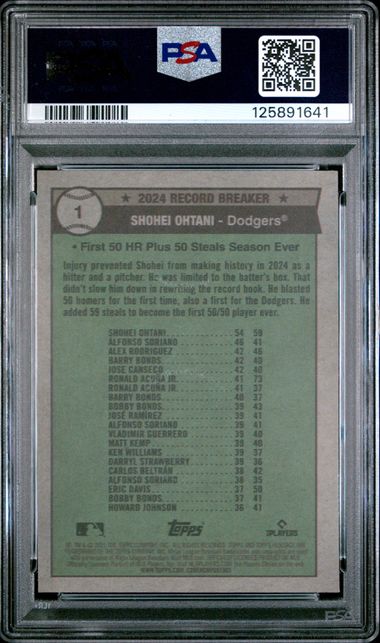 PSA
125891641
1
★ 2024 RECORD BREAKER ★
SHOHEI OHTANI - Dodgers®
• First 50 HR Plus 50 Steals Season Ever
Injury prevented Shohei from making history in 2024 as a
hitter and a pitcher. He was limited to the batter's box. That
didn't slow him down in rewriting the record book. He blasted
50 homers for the first time, also a first for the Dodgers. He
added 59 steals to become the first 50/50 player ever.
SHOHEI OHTANI 54 59
ALFONSO SORIANO 46 41
ALEX RODRIGUEZ 42 46
BARRY BONDS 42 40
JOSE CANSECO 42 40
RONALD ACUÑA JR. 41 73
RONALD ACUÑA JR. 41 37
BARRY BONDS 40 37
BOBBY BONDS 39 43
JOSÉ RAMÍREZ 39 41
ALFONSO SORIANO 39 41
VLADIMIR GUERRERO 39 40
MATT KEMP 39 40
KEN WILLIAMS 39 37
DARRYL STRAWBERRY 39 36
CARLOS BELTRÁN 38 42
ALFONSO SORIANO 38 35
ERIC DAVIS 37 50
BOBBY BONDS 37 41
HOWARD JOHNSON 36 41
Topps
PLAYERS
PSA